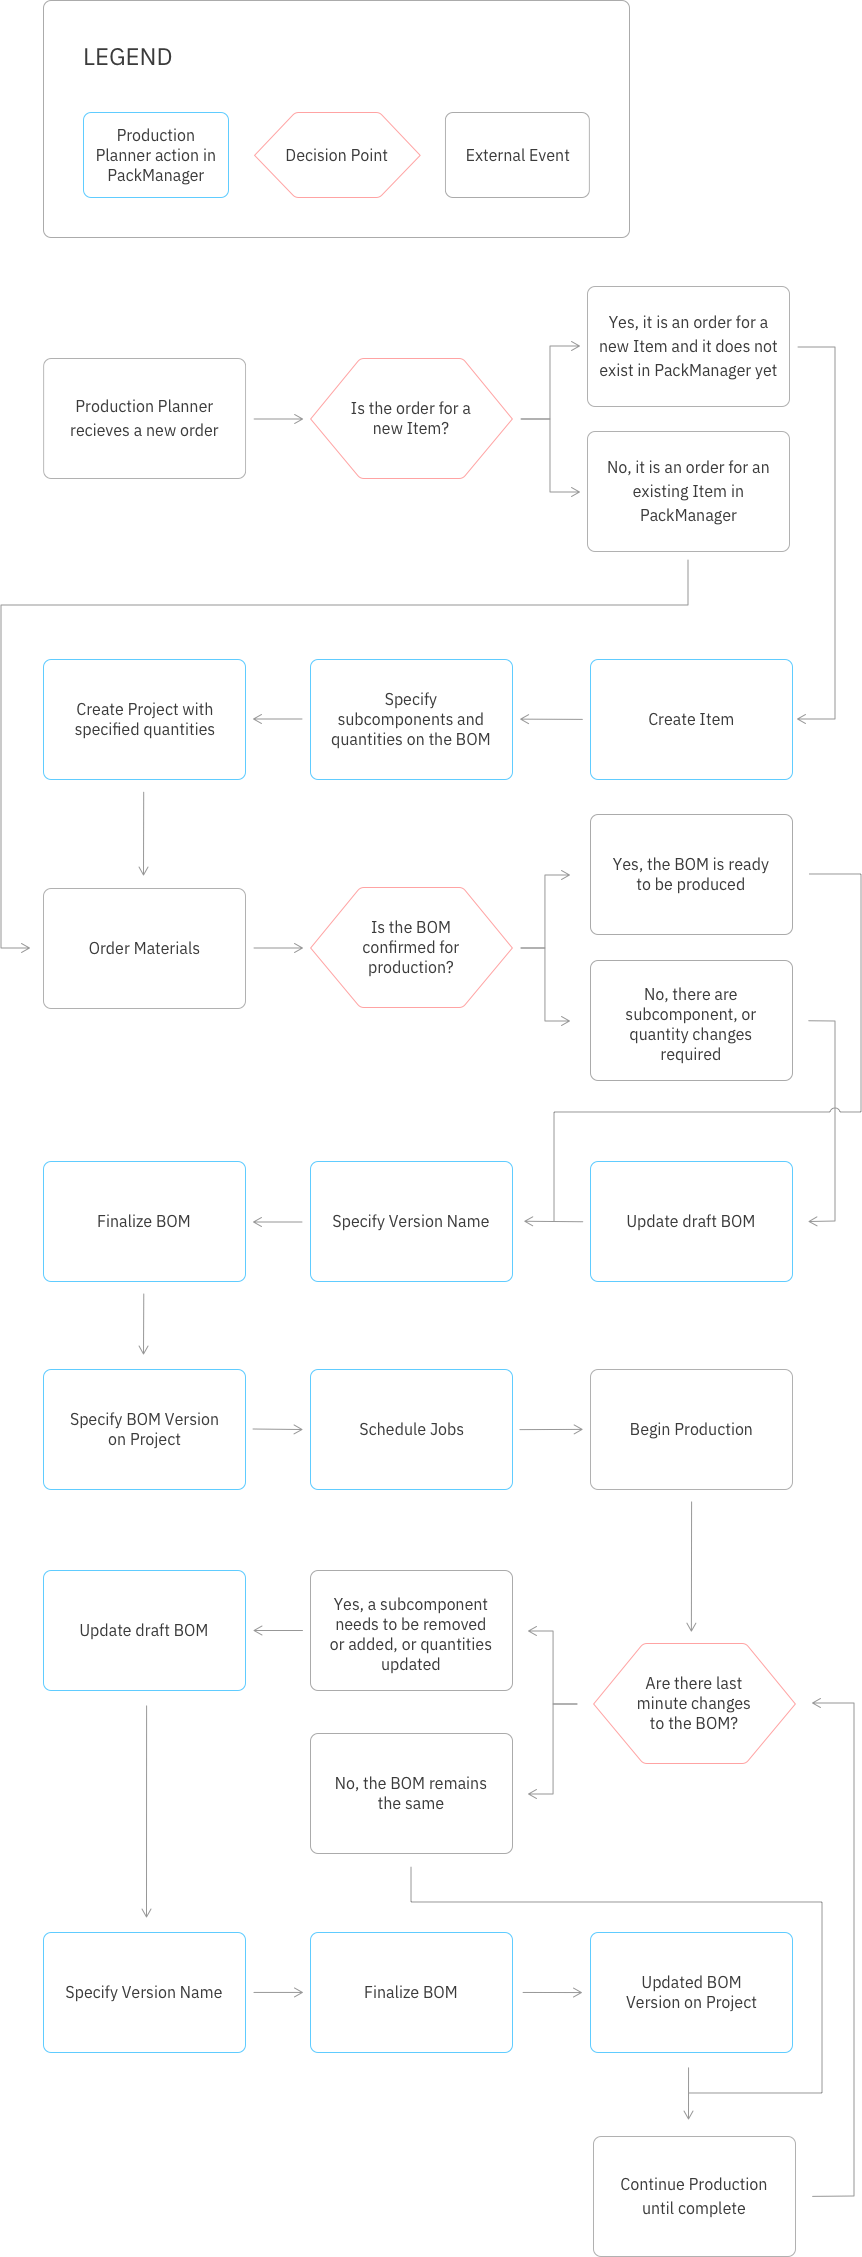 LEGEND
Production
Planner action in
PackManager
Decision Point
External Event
Production Planner
recieves a new order
Is the order for a
new Item?
Yes, it is an order for a
new Item and it does not
exist in PackManager yet
No, it is an order for an
existing Item in
PackManager
Create Project with
specified quantities
Specify
subcomponents and
quantities on the BOM
Create Item
Order Materials
Is the BOM
confirmed for
production?
Yes, the BOM is ready
to be produced
No, there are
subcomponent, or
quantity changes
required
Finalize BOM
Specify Version Name
Update draft BOM
Specify BOM Version
on Project
Schedule Jobs
Begin Production
Update draft BOM
Yes, a subcomponent
needs to be removed
or added, or quantities
updated
Are there last
minute changes
to the BOM?
No, the BOM remains
the same
Specify Version Name
Finalize BOM
Updated BOM
Version on Project
Continue Production
until complete